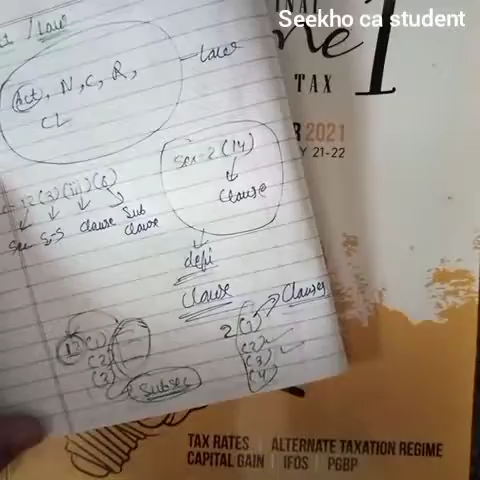 Seekho ca student
/ Law
Act, N, C, R,
CL
Law
TAX
R 2021
Y 21-22
Sec-2 (14)
Clause
12 (3) (iii) (a)
Sec S-S Clause Sub
Clause
defi
Clause
12 (1)
(2)
(3)
Subsec
2 (1) Clauses
(2)
(3)
(4)
TAX RATES | ALTERNATE TAXATION REGIME
CAPITAL GAIN | IFOS | PGBP